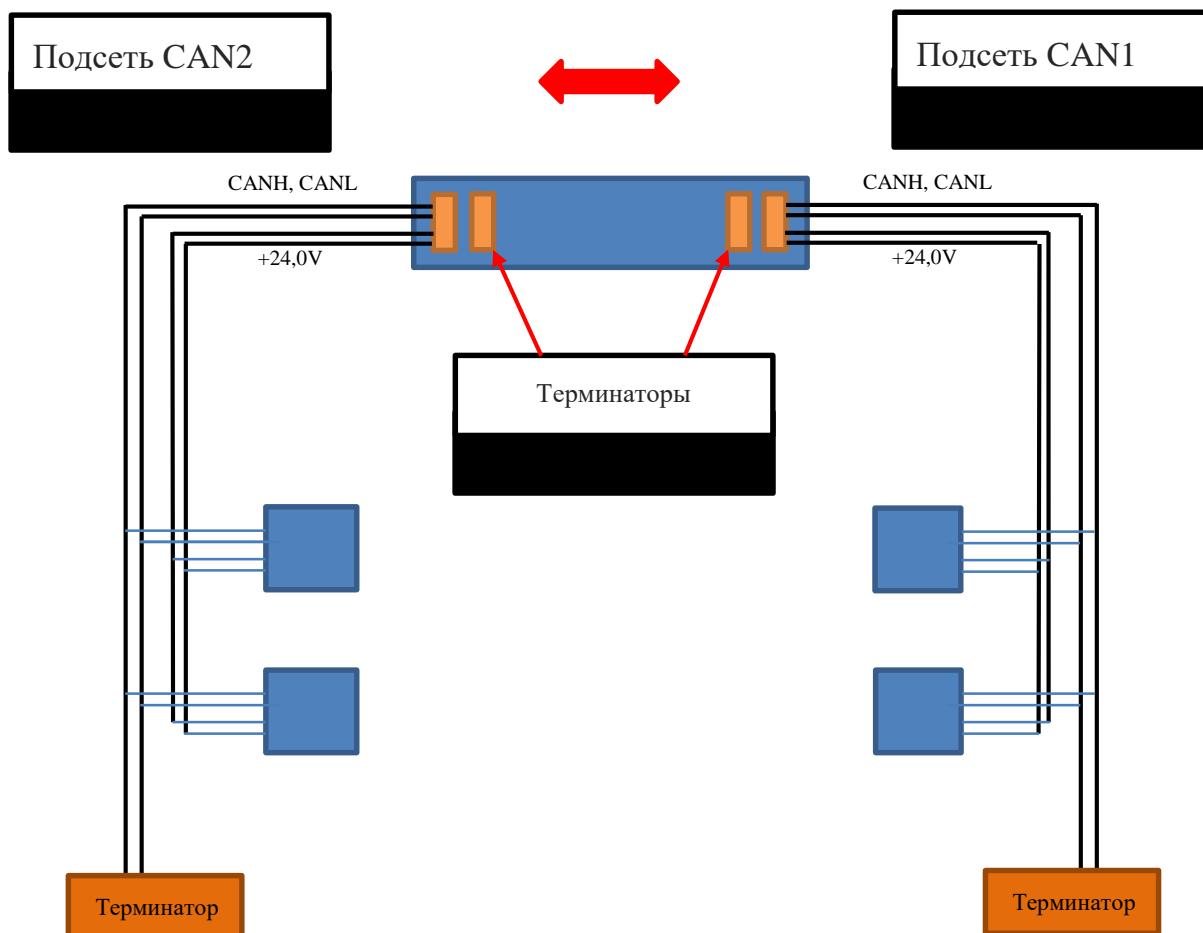 Подсеть CAN2
Подсеть CAN1
CANH, CANL
CANH, CANL
+24,0V
+24,0V
Терминаторы
Терминатор
Терминатор